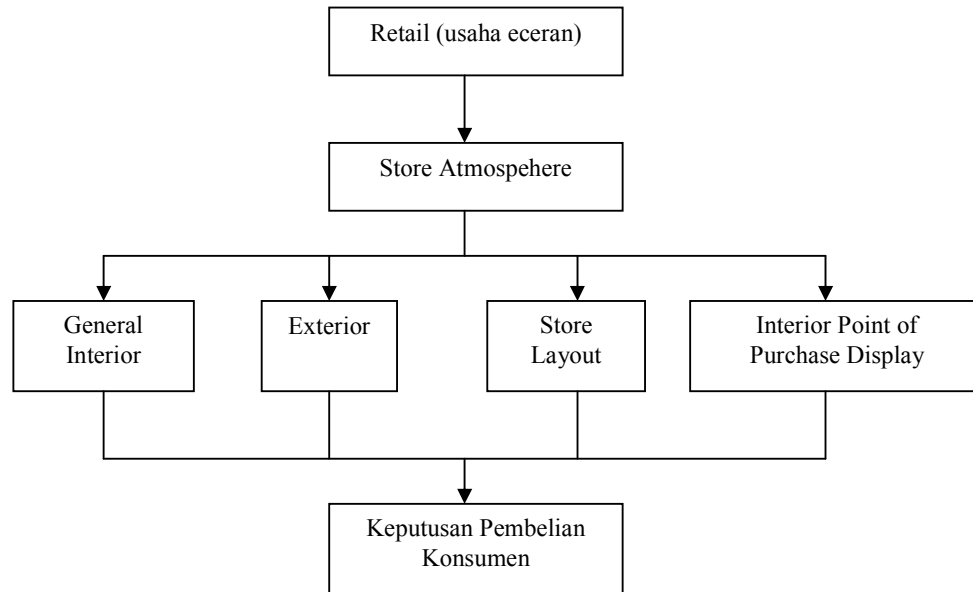 Retail (usaha eceran)
Store Atmospehere
General
Interior
Exterior
Store
Layout
Interior Point of
Purchase Display
Keputusan Pembelian
Konsumen